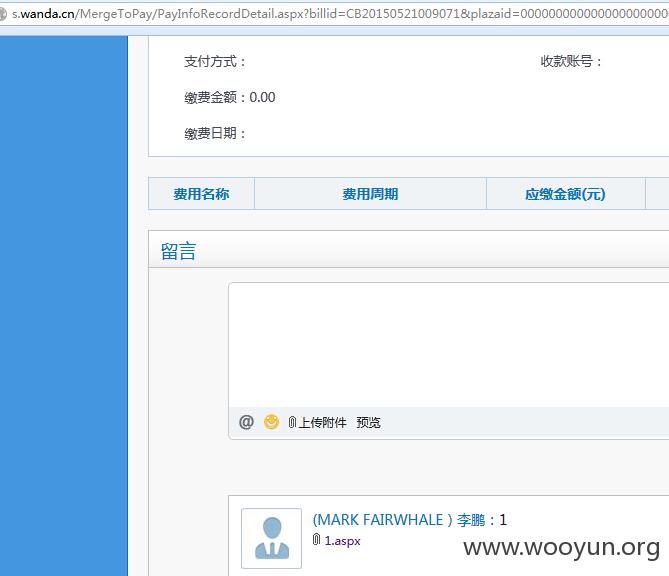 s.wanda.cn/MergeToPay/PayInfoRecordDetail.aspx?billid=CB20150521009071&plazaid=00000000000000000000
支付方式： 收款账号：
缴费金额：0.00
缴费日期：
费用名称 费用周期 应缴金额(元)
留言
@ 上传附件 预览
(MARK FAIRWHALE ) 李鹏：1
1.aspx
www.wooyun.org